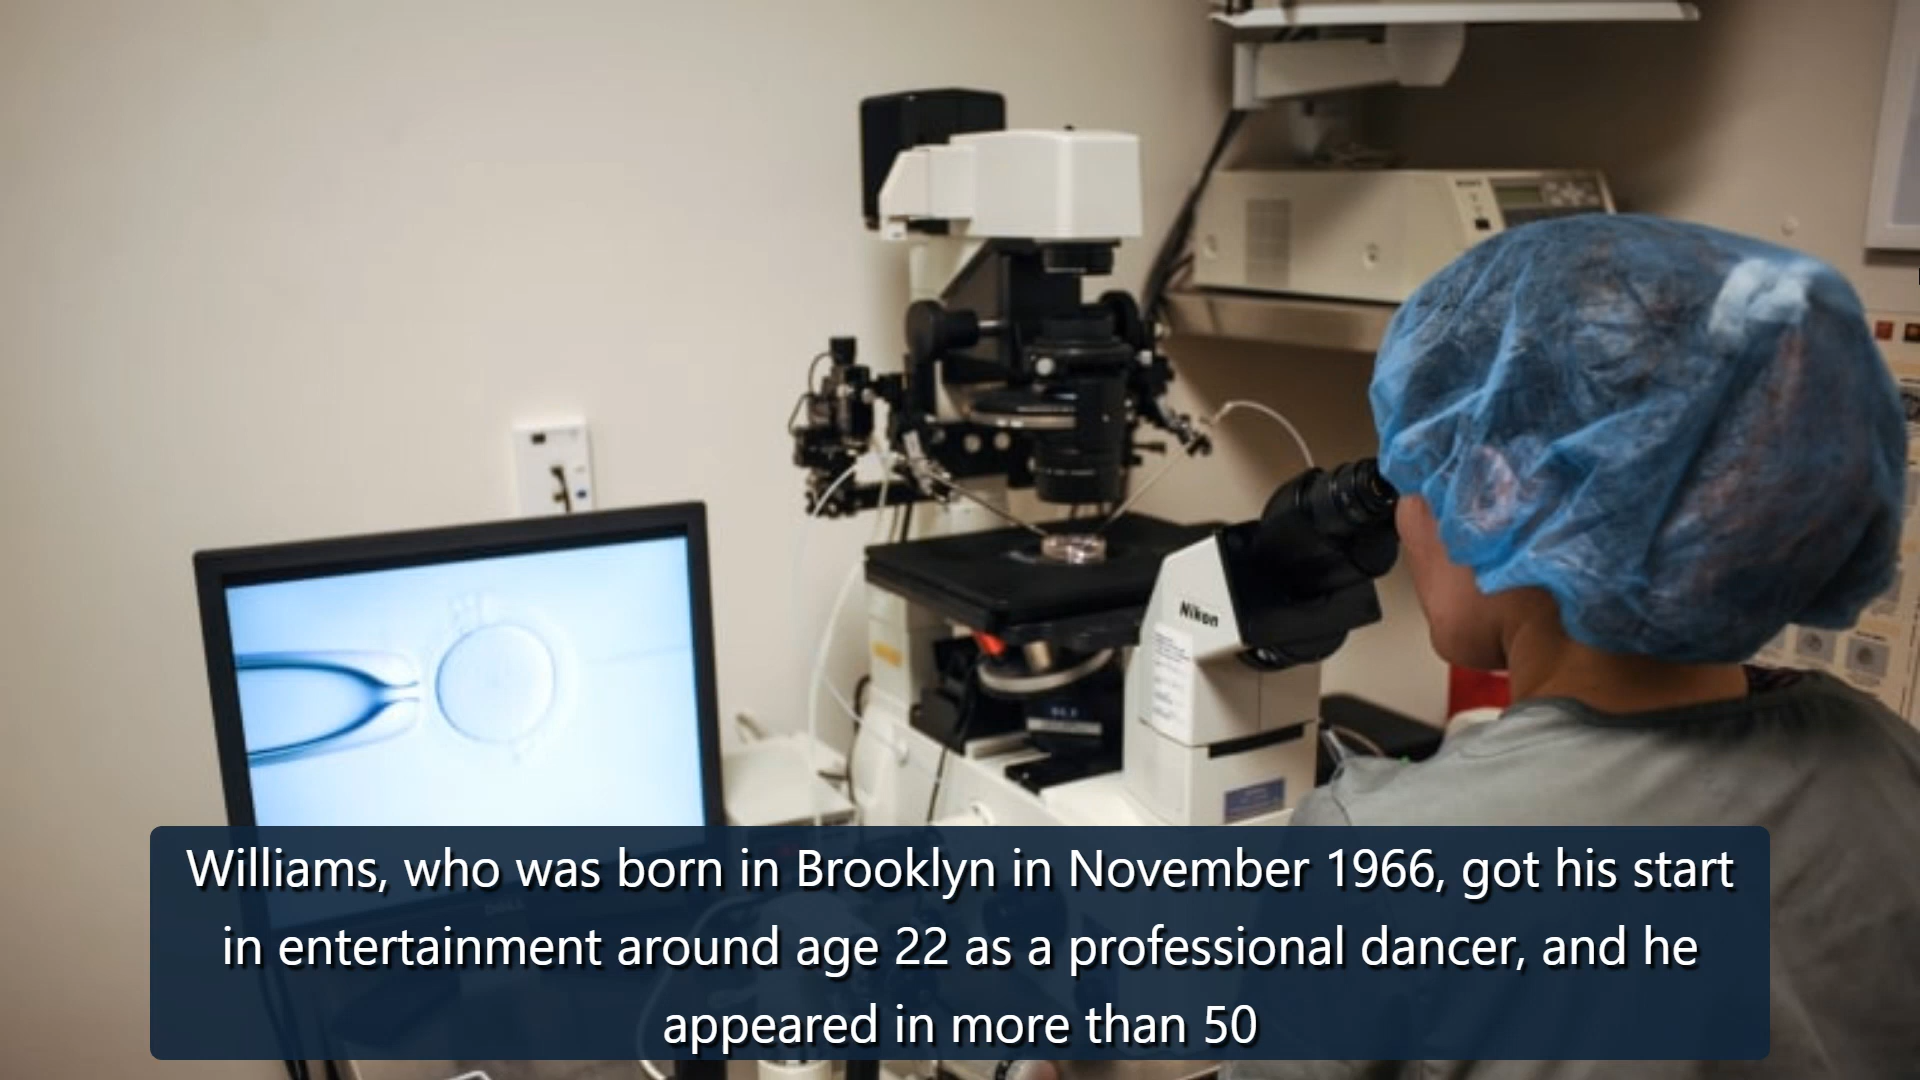 Nikon
Williams, who was born in Brooklyn in November 1966, got his start
in entertainment around age 22 as a professional dancer, and he
appeared in more than 50